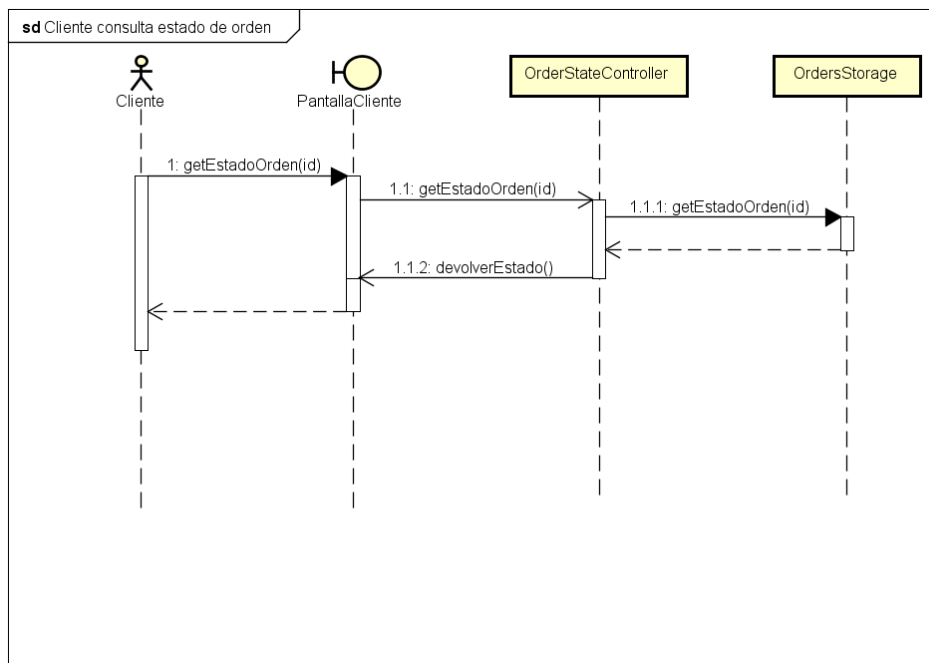 sd Cliente consulta estado de orden
Cliente
PantallaCliente
OrderStateController
OrdersStorage
1: getEstadoOrden(id)
1.1: getEstadoOrden(id)
1.1.1: getEstadoOrden(id)
1.1.2: devolverEstado()